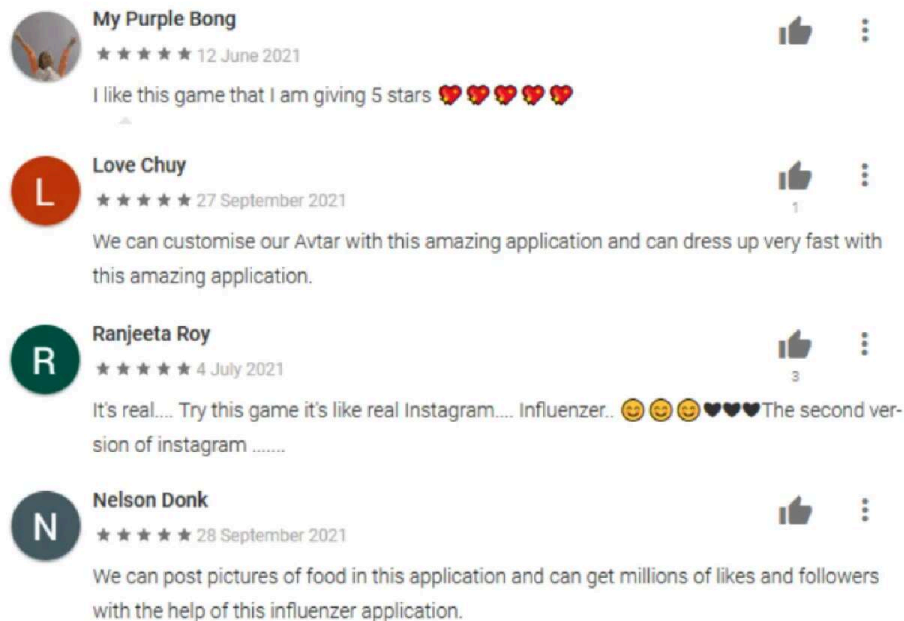 My Purple Bong
★ ★ ★ ★ ★ 12 June 2021
I like this game that I am giving 5 stars 💖💖💖💖💖
L
Love Chuy
★ ★ ★ ★ ★ 27 September 2021
1
We can customise our Avtar with this amazing application and can dress up very fast with
this amazing application.
R
Ranjeeta Roy
★ ★ ★ ★ ★ 4 July 2021
3
It's real.... Try this game it's like real Instagram.... Influenzer.. 😊😊😊🖤🖤🖤The second ver-
sion of instagram .......
N
Nelson Donk
★ ★ ★ ★ ★ 28 September 2021
We can post pictures of food in this application and can get millions of likes and followers
with the help of this influenzer application.